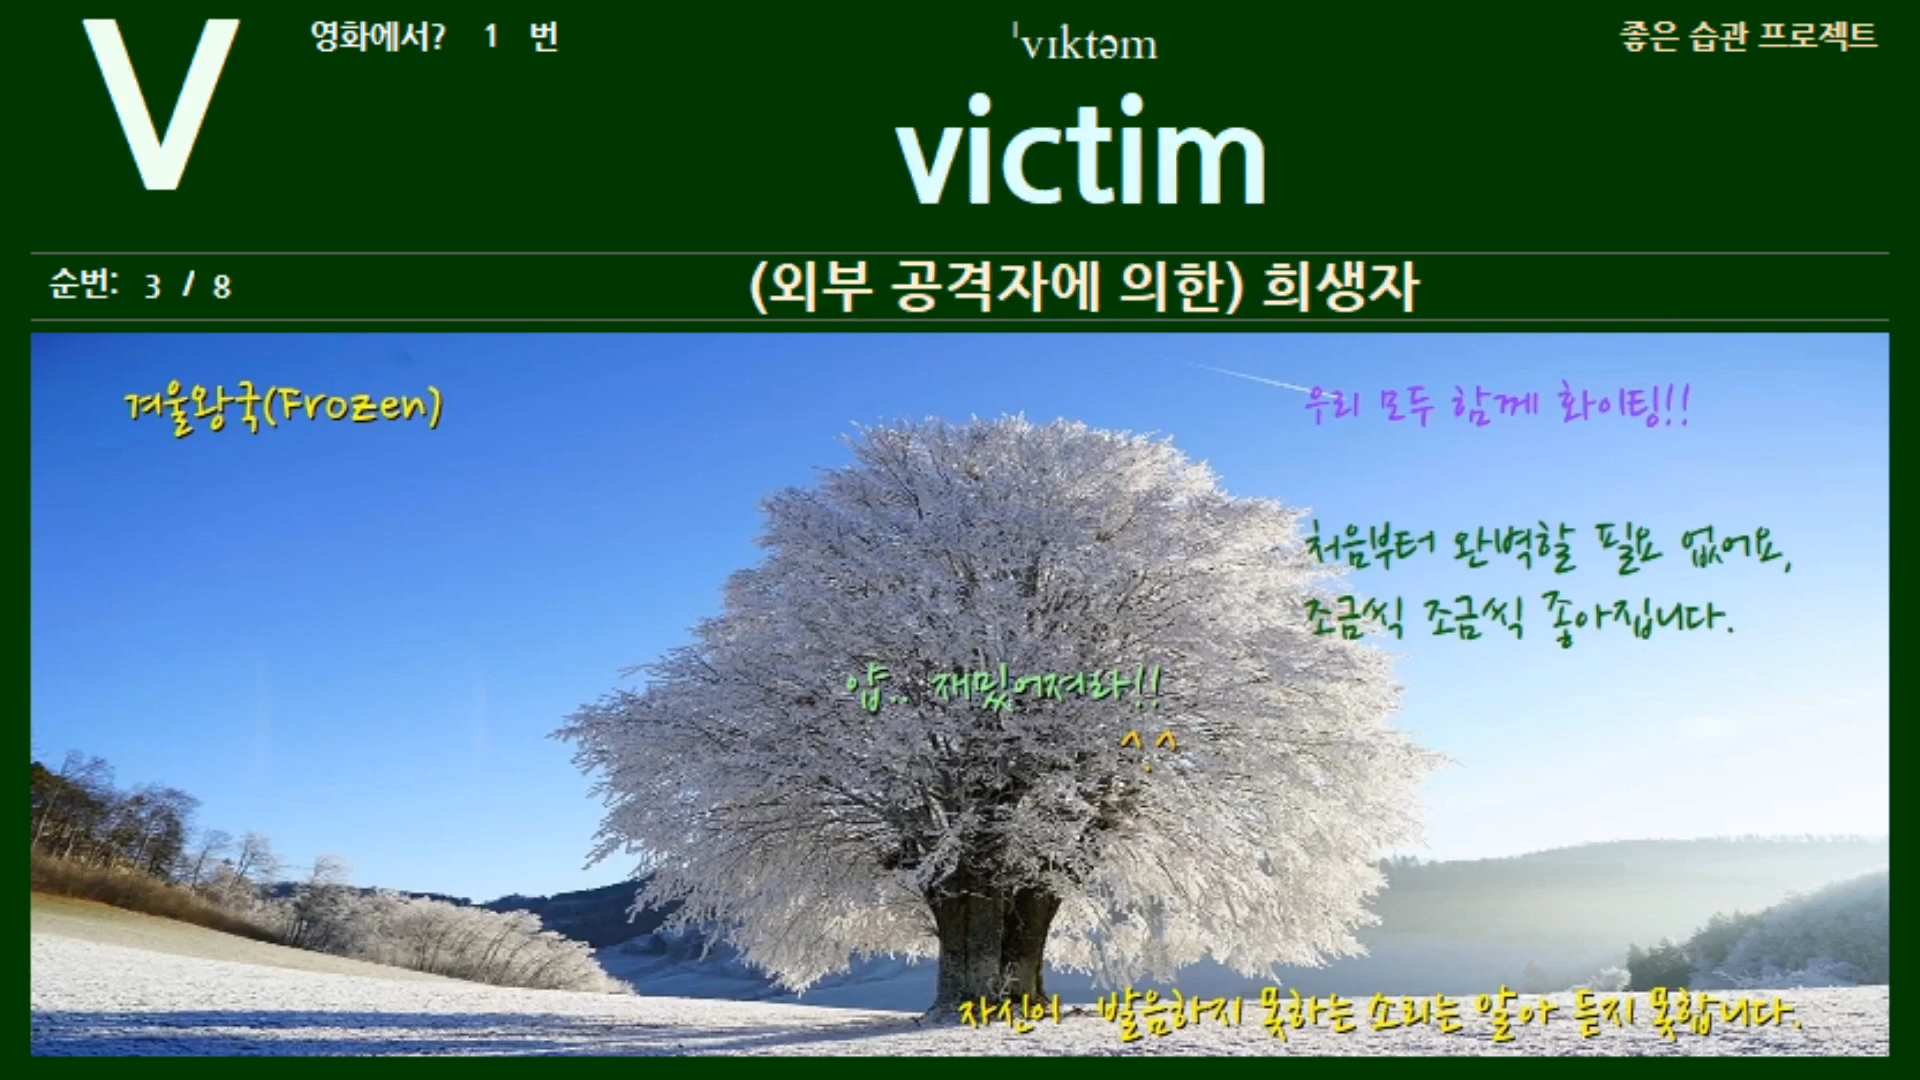 V
영화에서? 1 번
ˈvɪktəm
좋은 습관 프로젝트
victim
순번: 3 / 8
(외부 공격자에 의한) 희생자
겨울왕국(Frozen)
우리 모두 함께 화이팅!!
처음부터 완벽할 필요 없어요,
조금씩 조금씩 좋아집니다.
얍.. 재밌어져라!!
^.^
자신이 발음하지 못하는 소리는 알아 듣지 못합니다.